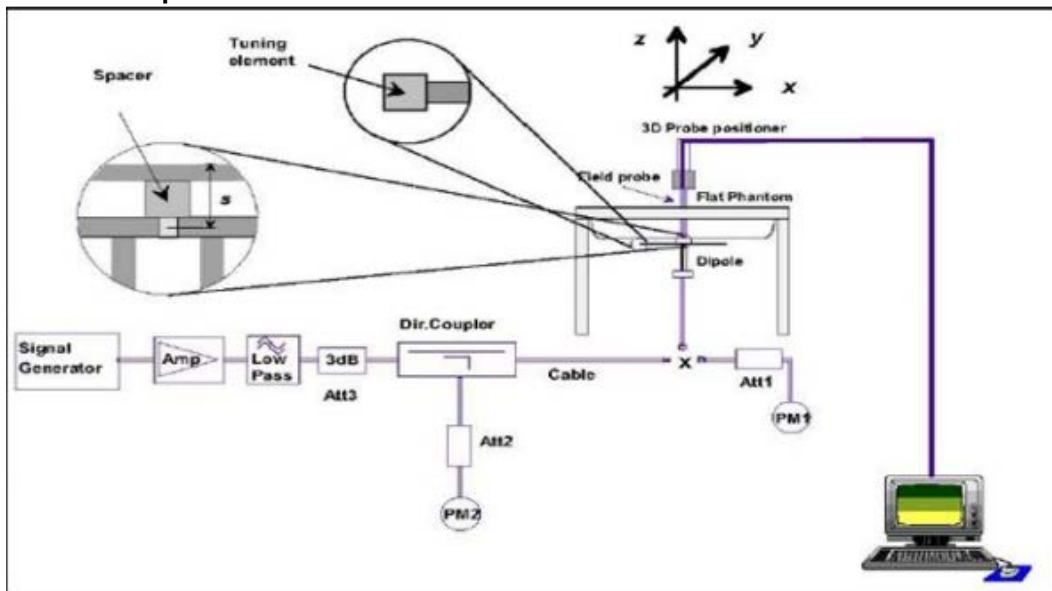 Tuning
element
Spacer
s
z
y
x
3D Probe positioner
Field probe
Flat Phantom
Dipole
Signal
Generator
Amp
Low
Pass
3dB
Att3
Dir.Coupler
Cable
x
Att1
PM1
Att2
PM2